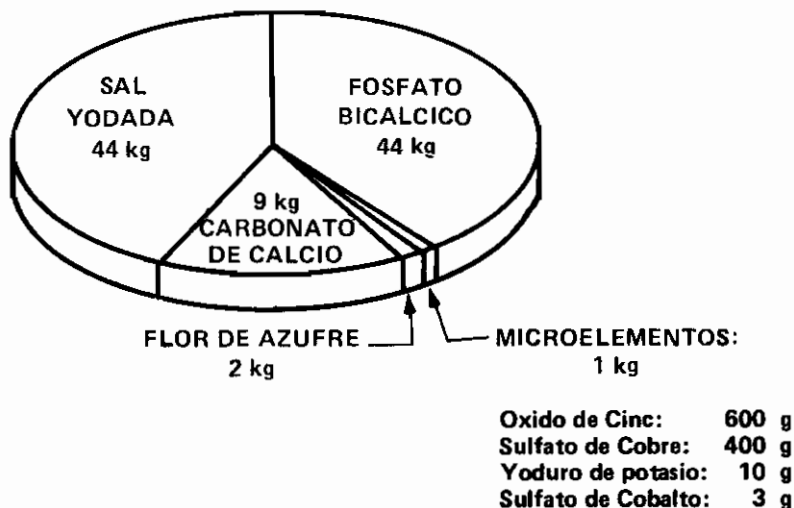 SAL
YODADA
44 kg
FOSFATO
BICALCICO
44 kg
9 kg
CARBONATO
DE CALCIO
FLOR DE AZUFRE
2 kg
MICROELEMENTOS:
1 kg
Oxido de Cinc: 600 g
Sulfato de Cobre: 400 g
Yoduro de potasio: 10 g
Sulfato de Cobalto: 3 g